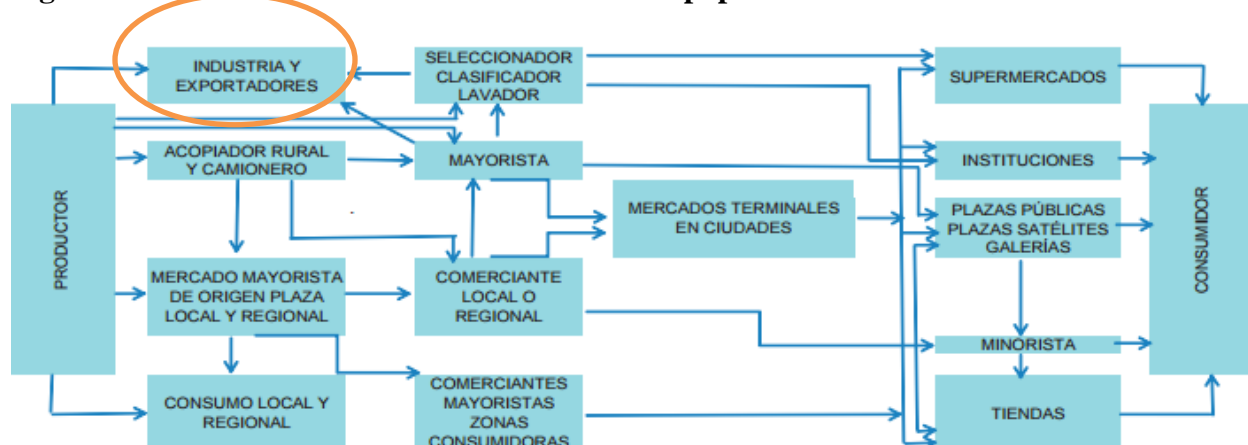 INDUSTRIA Y
EXPORTADORES
SELECCIONADOR
CLASIFICADOR
LAVADOR
SUPERMERCADOS
ACOPIADOR RURAL
Y CAMIONERO
MAYORISTA
INSTITUCIONES
PRODUCTOR
MERCADOS TERMINALES
EN CIUDADES
PLAZAS PÚBLICAS
PLAZAS SATÉLITES
GALERÍAS
CONSUMIDOR
MERCADO MAYORISTA
DE ORIGEN PLAZA
LOCAL Y REGIONAL
COMERCIANTE
LOCAL O
REGIONAL
MINORISTA
CONSUMO LOCAL Y
REGIONAL
COMERCIANTES
MAYORISTAS
ZONAS
CONSUMIDORAS
TIENDAS